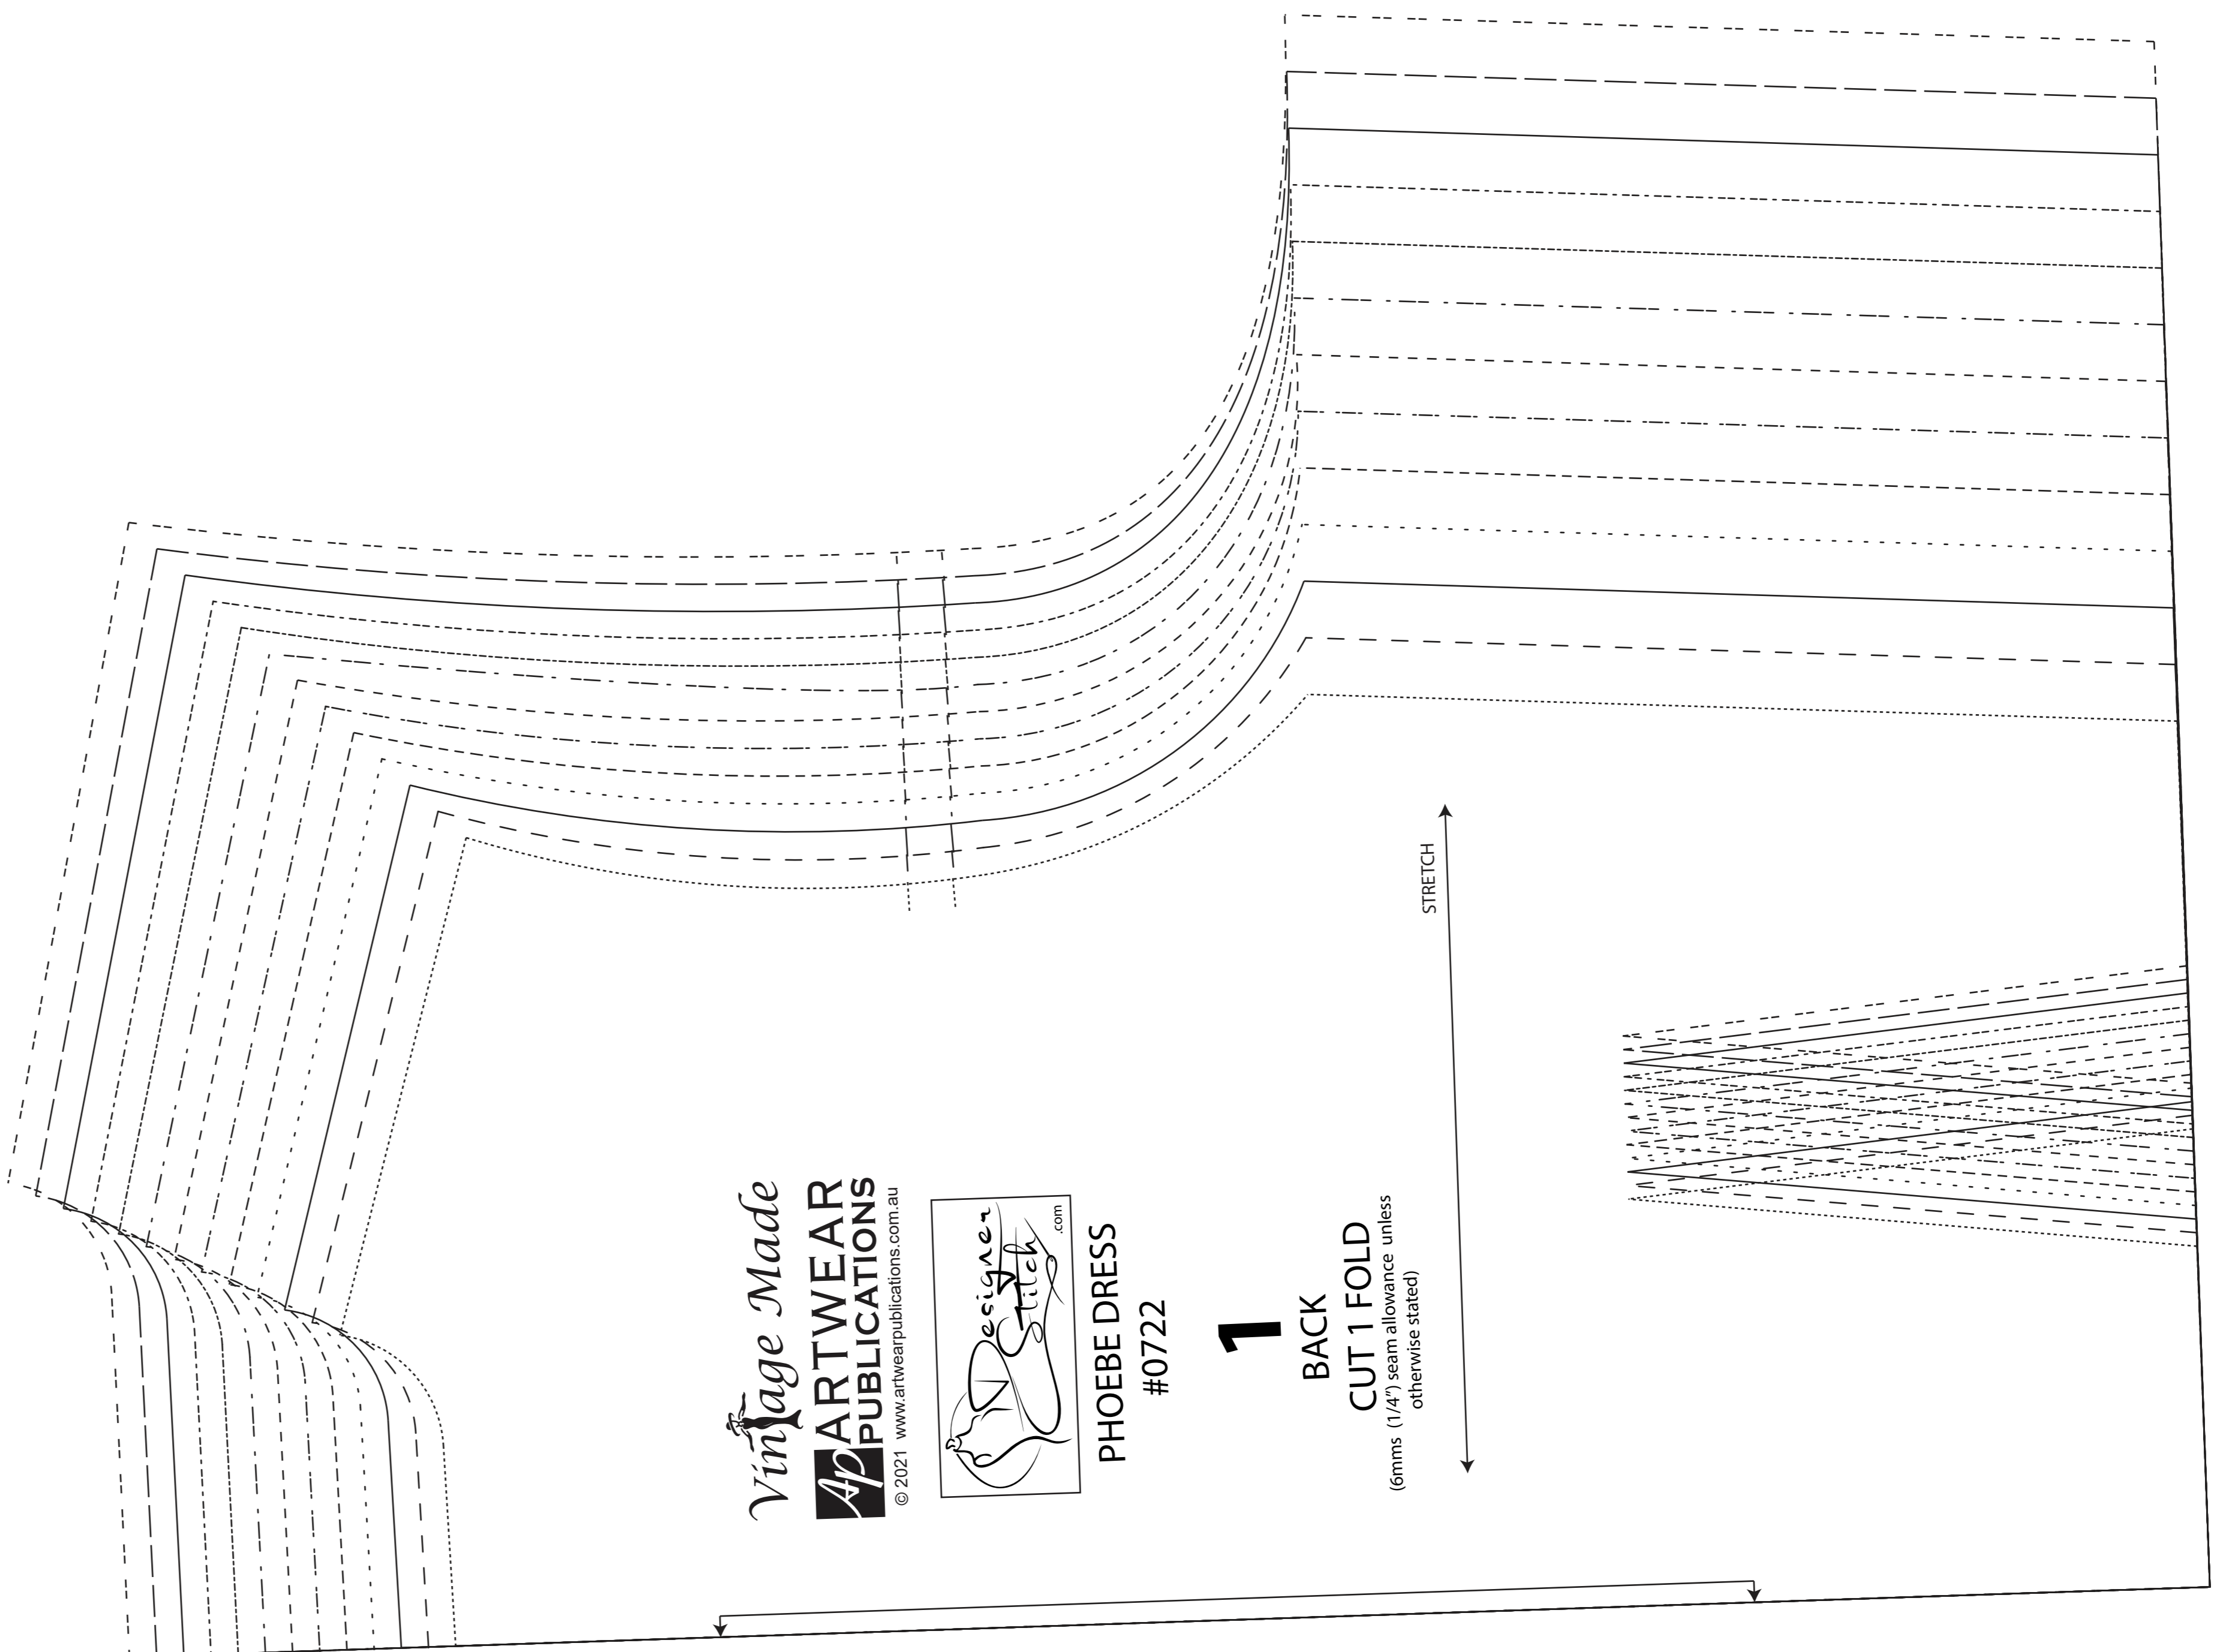 Vintage Made
Ap ARTWEAR
PUBLICATIONS
© 2021 www.artwearpublications.com.au
Designer
Stitch
.com
PHOEBE DRESS
#0722
1
BACK
CUT 1 FOLD
(6mms (1/4") seam allowance unless
otherwise stated)
STRETCH